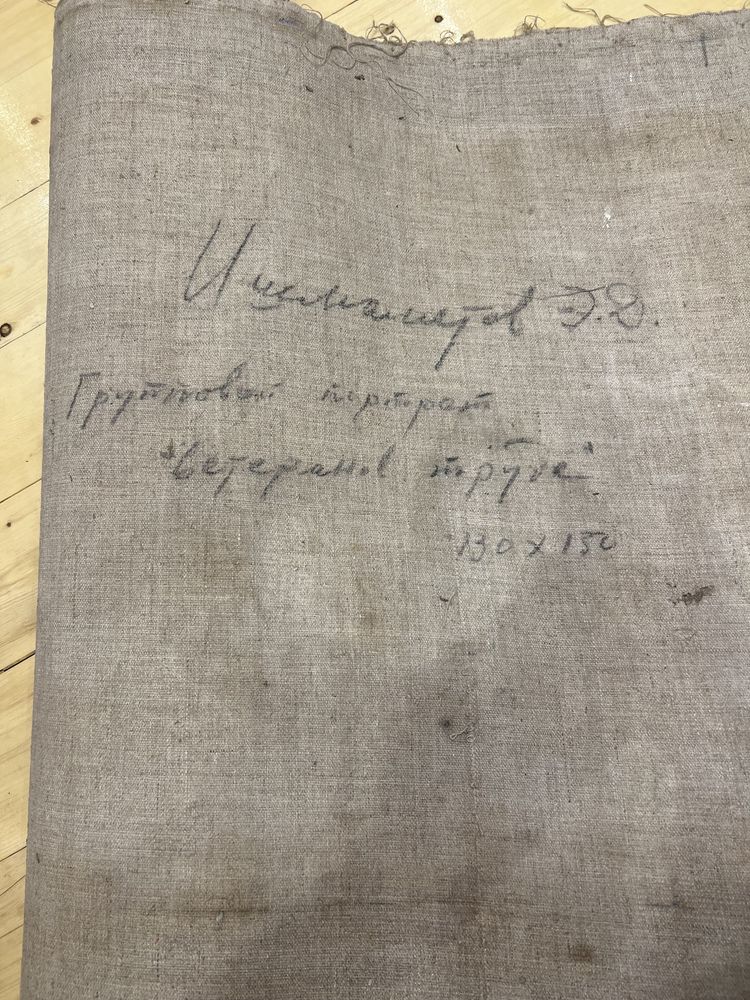 Ишмаметов Э.Д.
Групповой портрет
"Ветеранов труда"
130 х 150